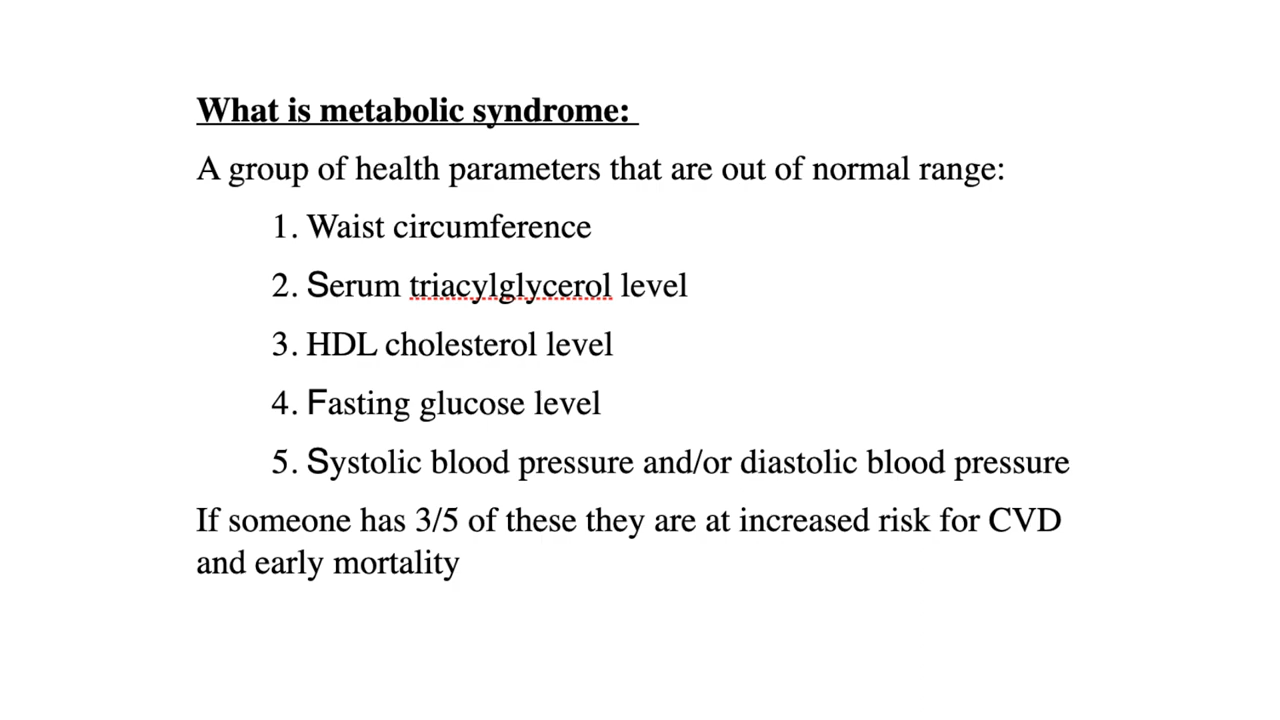 What is metabolic syndrome:
A group of health parameters that are out of normal range:
1. Waist circumference
2. Serum triacylglycerol level
3. HDL cholesterol level
4. Fasting glucose level
5. Systolic blood pressure and/or diastolic blood pressure
If someone has 3/5 of these they are at increased risk for CVD
and early mortality